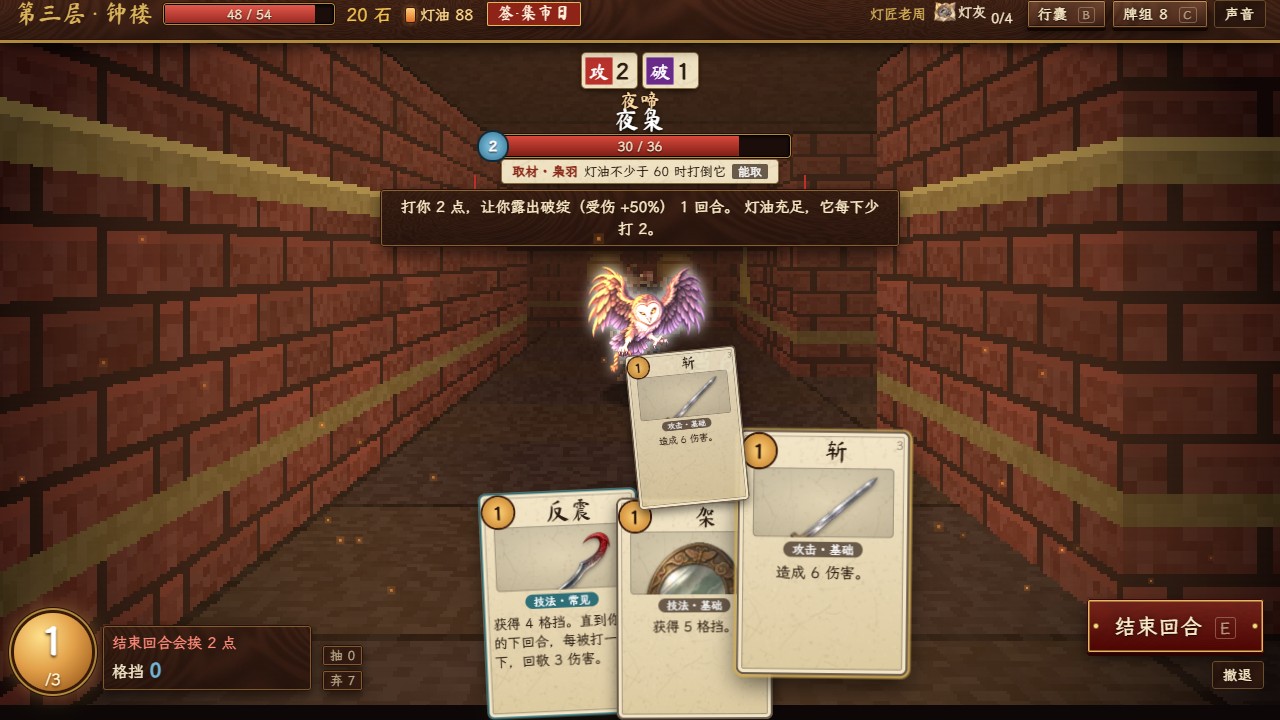 第三层·钟楼
48 / 54
20 石
灯油 88
签·集市日
灯匠老周
灯灰 0/4
行囊 B
牌组 8 C
声音
攻 2
破 1
夜啼
夜枭
2
30 / 36
取材·枭羽 灯油不少于 60 时打倒它 能取
打你 2 点，让你露出破绽（受伤 +50%） 1 回合。 灯油充足，它每下少
打 2。
1
斩
3
攻击·基础
造成 6 伤害。
1
斩
3
攻击·基础
造成 6 伤害。
1
反震
技法·常见
获得 4 格挡。直到你
的下回合，每被打一
下，回敬 3 伤害。
1
架
技法·基础
获得 5 格挡。
1
/3
结束回合会挨 2 点
格挡 0
抽 0
弃 7
结束回合 E
撤退